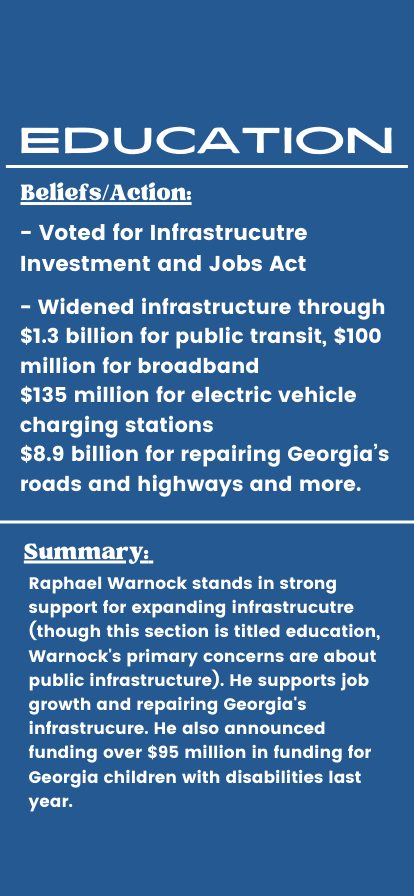 EDUCATION
Beliefs/Action:
- Voted for Infrastrucutre
Investment and Jobs Act
- Widened infrastructure through
$1.3 billion for public transit, $100
million for broadband
$135 million for electric vehicle
charging stations
$8.9 billion for repairing Georgia's
roads and highways and more.
Summary:
Raphael Warnock stands in strong
support for expanding infrastrucutre
(though this section is titled education,
Warnock's primary concerns are about
public infrastructure). He supports job
growth and repairing Georgia's
infrastrucure. He also announced
funding over $95 million in funding for
Georgia children with disabilities last
year.